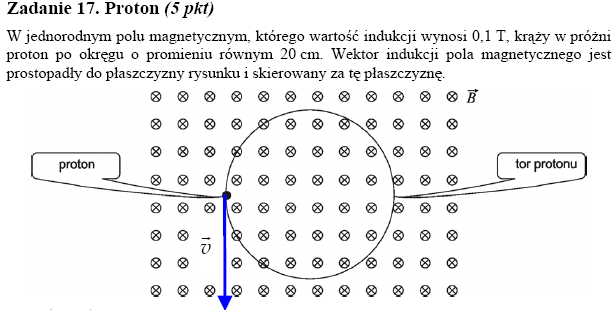 Zadanie 17. Proton (5 pkt)
W jednorodnym polu magnetycznym, którego wartość indukcji wynosi 0,1 T, krąży w próżni
proton po okręgu o promieniu równym 20 cm. Wektor indukcji pola magnetycznego jest
prostopadły do płaszczyzny rysunku i skierowany za tę płaszczyznę.
B
proton
tor protonu
υ